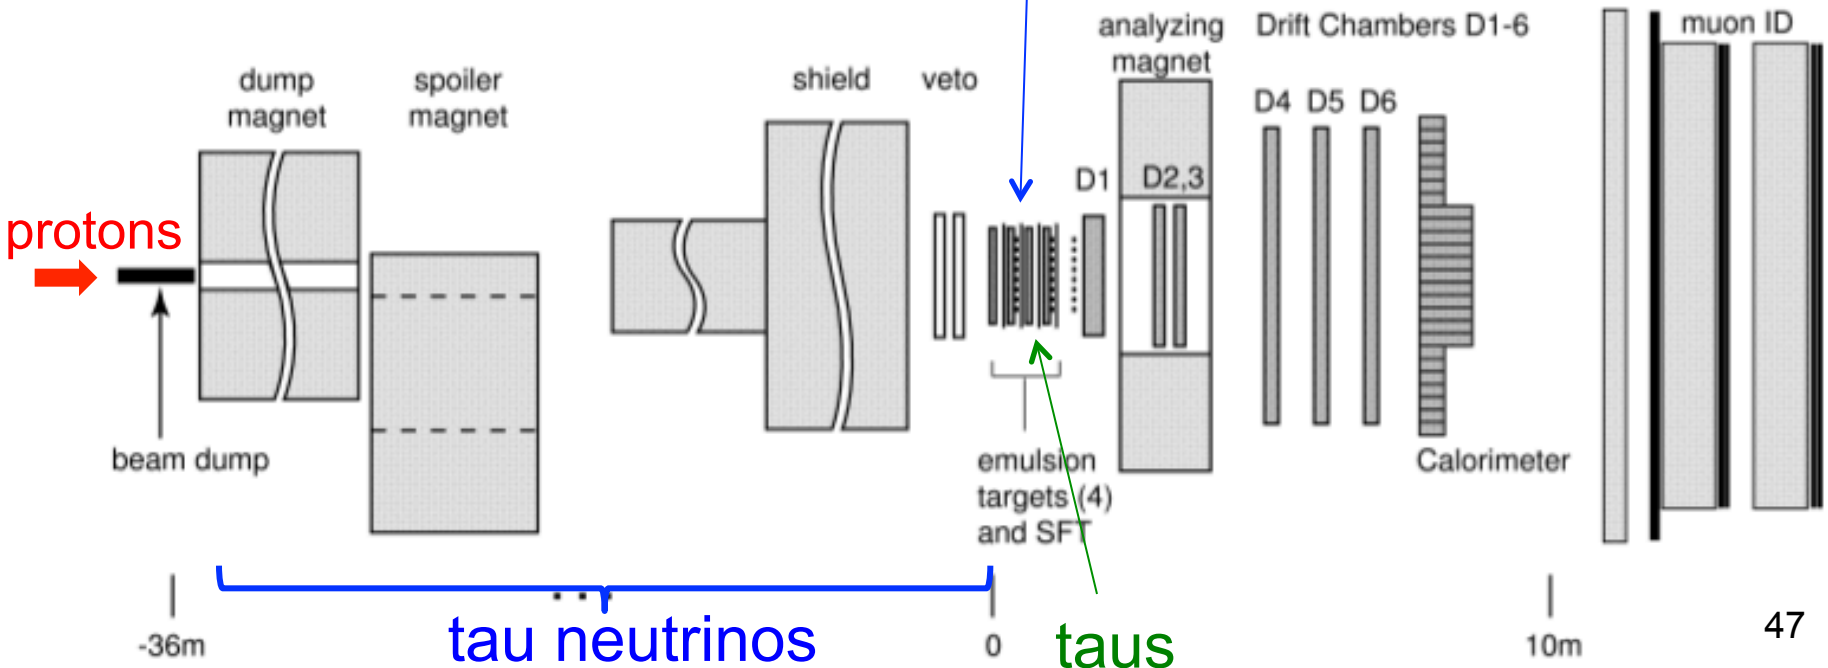 analyzing
magnet
Drift Chambers D1-6
muon ID
dump
magnet
spoiler
magnet
shield
veto
D4 D5 D6
D1
D2,3
protons
beam dump
emulsion
targets (4)
and SFT
Calorimeter
-36m
tau neutrinos
0
taus
10m
47